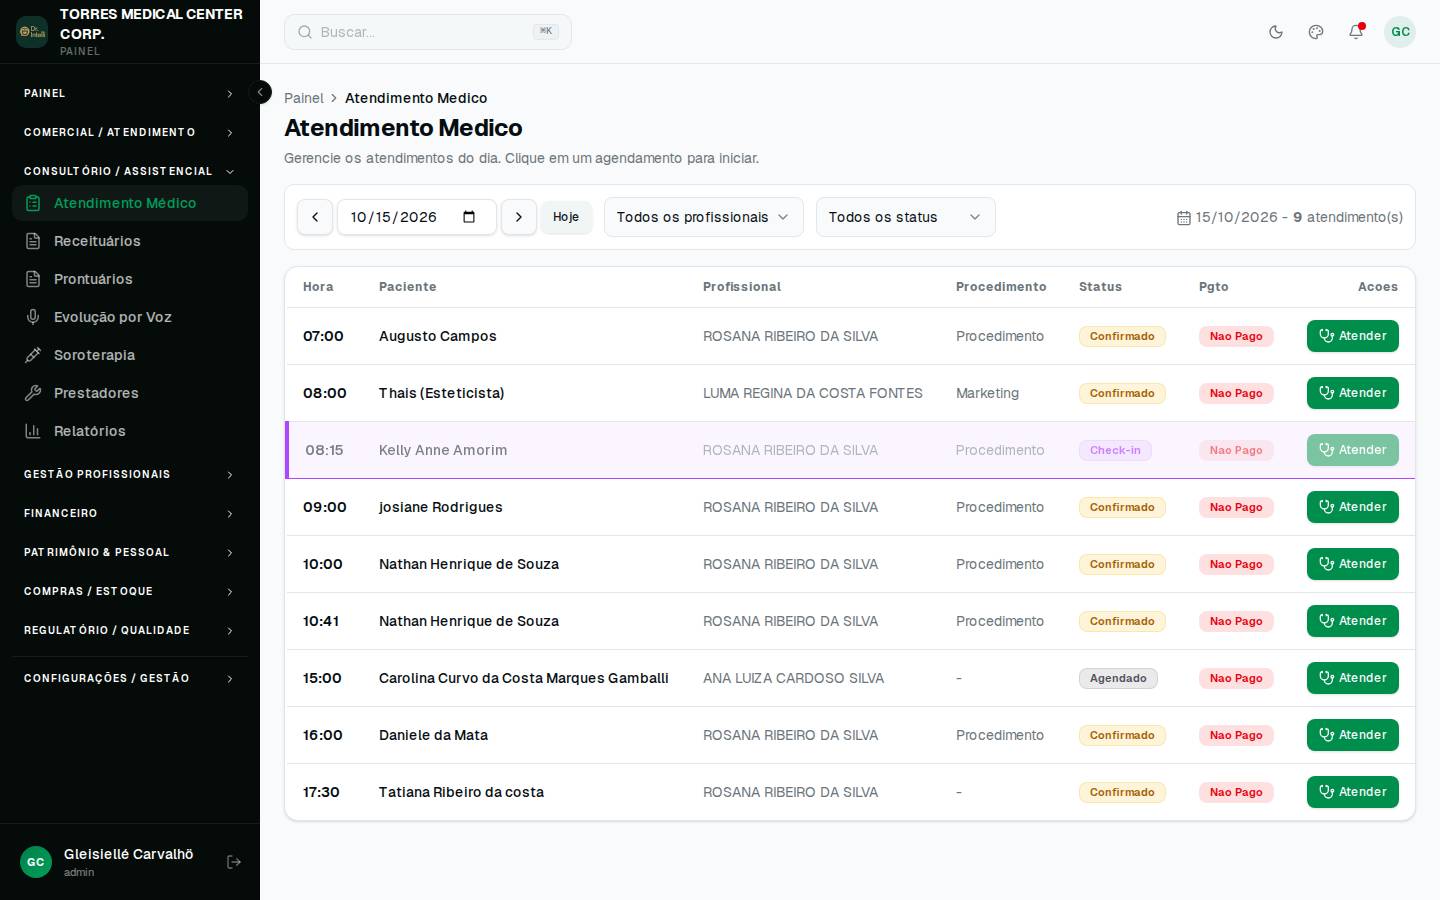 TORRES MEDICAL CENTER
CORP.
PAINEL
Dr.
Intelli
PAINEL
COMERCIAL / ATENDIMENTO
CONSULTÓRIO / ASSISTENCIAL
Atendimento Médico
Receituários
Prontuários
Evolução por Voz
Soroterapia
Prestadores
Relatórios
GESTÃO PROFISSIONAIS
FINANCEIRO
PATRIMÔNIO & PESSOAL
COMPRAS / ESTOQUE
REGULATÓRIO / QUALIDADE
CONFIGURAÇÕES / GESTÃO
GC
Gleisiellé Carvalhö
admin
Buscar...
⌘K
GC
Painel > Atendimento Medico
Atendimento Medico
Gerencie os atendimentos do dia. Clique em um agendamento para iniciar.
10/15/2026 Hoje Todos os profissionais Todos os status 15/10/2026 - 9 atendimento(s)
Hora Paciente Profissional Procedimento Status Pgto Acoes
07:00 Augusto Campos ROSANA RIBEIRO DA SILVA Procedimento Confirmado Nao Pago Atender
08:00 Thais (Esteticista) LUMA REGINA DA COSTA FONTES Marketing Confirmado Nao Pago Atender
08:15 Kelly Anne Amorim ROSANA RIBEIRO DA SILVA Procedimento Check-in Nao Pago Atender
09:00 josiane Rodrigues ROSANA RIBEIRO DA SILVA Procedimento Confirmado Nao Pago Atender
10:00 Nathan Henrique de Souza ROSANA RIBEIRO DA SILVA Procedimento Confirmado Nao Pago Atender
10:41 Nathan Henrique de Souza ROSANA RIBEIRO DA SILVA Procedimento Confirmado Nao Pago Atender
15:00 Carolina Curvo da Costa Marques Gamballi ANA LUIZA CARDOSO SILVA - Agendado Nao Pago Atender
16:00 Daniele da Mata ROSANA RIBEIRO DA SILVA Procedimento Confirmado Nao Pago Atender
17:30 Tatiana Ribeiro da costa ROSANA RIBEIRO DA SILVA - Confirmado Nao Pago Atender